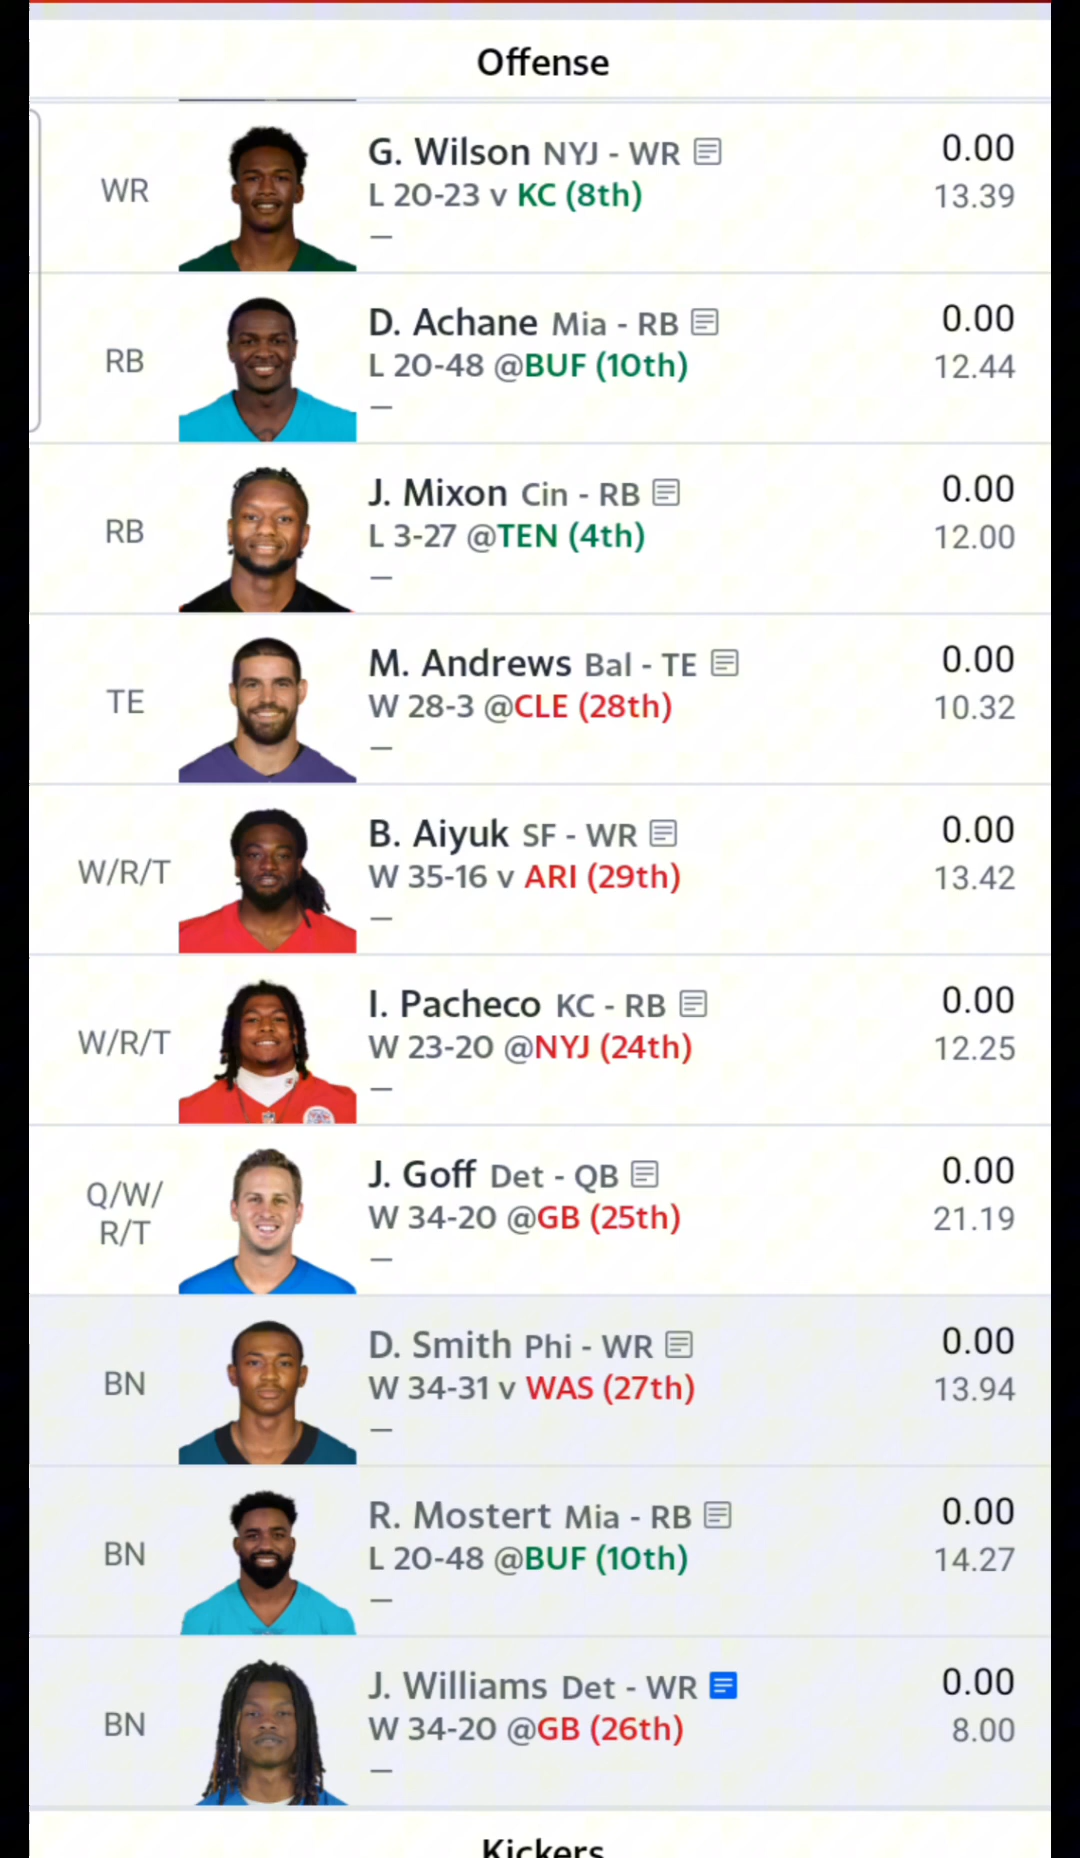 Offense
WR
G. Wilson NYJ - WR
0.00
L 20-23 v KC (8th)
13.39
–
RB
D. Achane Mia - RB
0.00
L 20-48 @BUF (10th)
12.44
–
RB
J. Mixon Cin - RB
0.00
L 3-27 @TEN (4th)
12.00
–
TE
M. Andrews Bal - TE
0.00
W 28-3 @CLE (28th)
10.32
–
W/R/T
B. Aiyuk SF - WR
0.00
W 35-16 v ARI (29th)
13.42
–
W/R/T
I. Pacheco KC - RB
0.00
W 23-20 @NYJ (24th)
12.25
–
Q/W/
R/T
J. Goff Det - QB
0.00
W 34-20 @GB (25th)
21.19
–
BN
D. Smith Phi - WR
0.00
W 34-31 v WAS (27th)
13.94
–
BN
R. Mostert Mia - RB
0.00
L 20-48 @BUF (10th)
14.27
–
BN
J. Williams Det - WR
0.00
W 34-20 @GB (26th)
8.00
–
Kickers